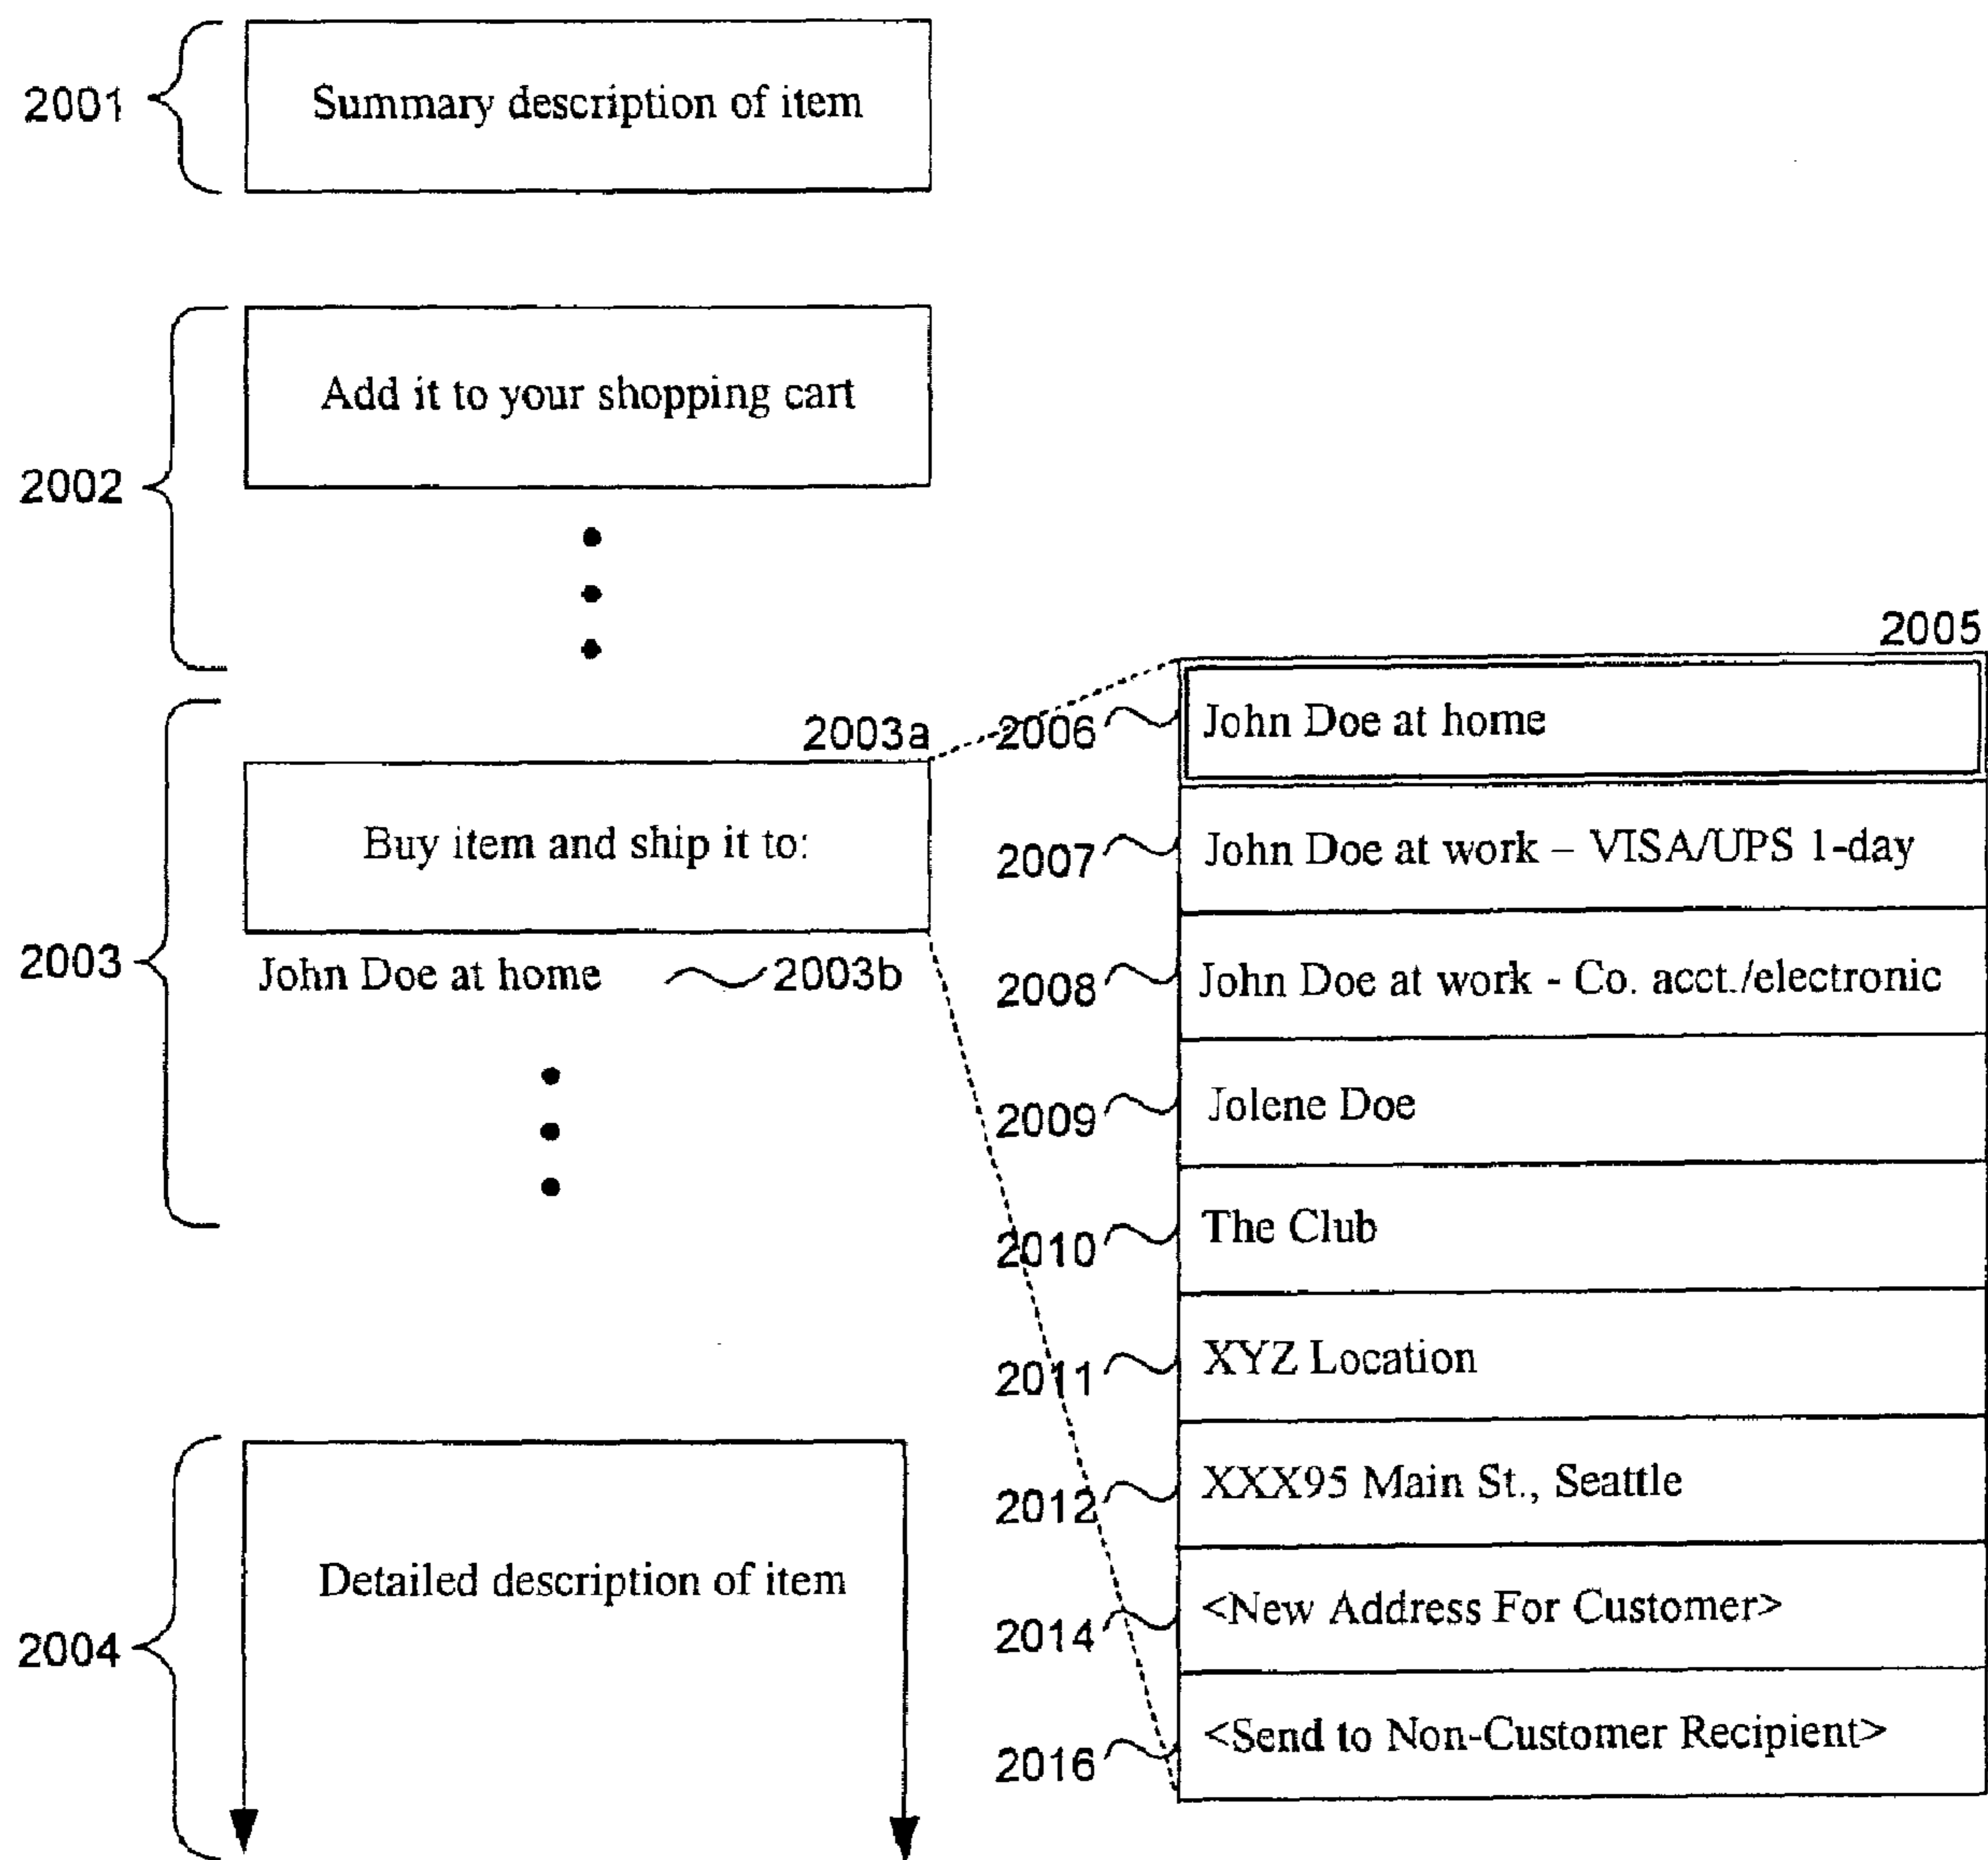 2001
Summary description of item
2002
Add it to your shopping cart
2003
2003a
Buy item and ship it to:
John Doe at home
2003b
2004
Detailed description of item
2005
2006 John Doe at home
2007 John Doe at work – VISA/UPS 1-day
2008 John Doe at work - Co. acct./electronic
2009 Jolene Doe
2010 The Club
2011 XYZ Location
2012 XXX95 Main St., Seattle
2014 <New Address For Customer>
2016 <Send to Non-Customer Recipient>